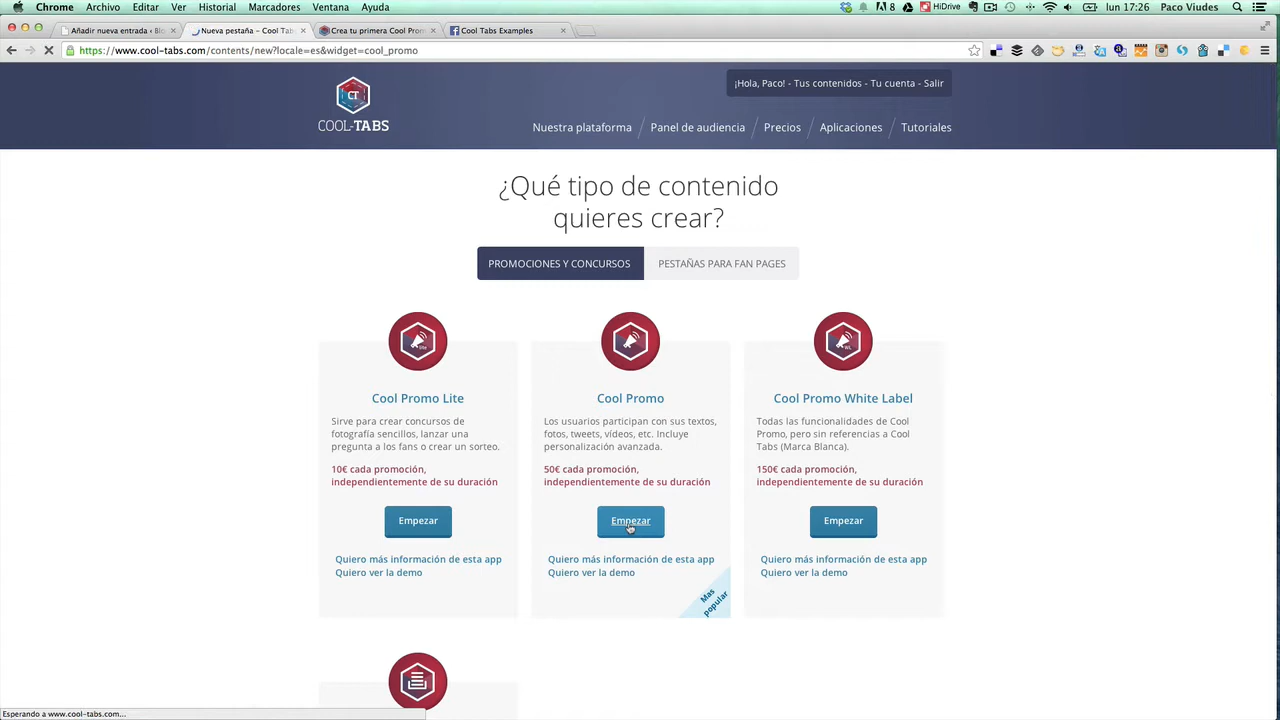 Chrome Archivo Editar Ver Historial Marcadores Ventana Ayuda 8 HiDrive lun 17:26 Paco Viudes
Añadir nueva entrada ‹ Blo Nueva pestaña – Cool Tab Crea tu primera Cool Prom Cool Tabs Examples
https://www.cool-tabs.com/contents/new?locale=es&widget=cool_promo
¡Hola, Paco! - Tus contenidos - Tu cuenta - Salir
CT
COOL-TABS
Nuestra plataforma Panel de audiencia Precios Aplicaciones Tutoriales
¿Qué tipo de contenido
quieres crear?
PROMOCIONES Y CONCURSOS PESTAÑAS PARA FAN PAGES
lite
WL
Cool Promo Lite
Sirve para crear concursos de
fotografía sencillos, lanzar una
pregunta a los fans o crear un sorteo.
10€ cada promoción,
independientemente de su duración
Empezar
Quiero más información de esta app
Quiero ver la demo
Cool Promo
Los usuarios participan con sus textos,
fotos, tweets, vídeos, etc. Incluye
personalización avanzada.
50€ cada promoción,
independientemente de su duración
Empezar
Quiero más información de esta app
Quiero ver la demo
Mas
popular
Cool Promo White Label
Todas las funcionalidades de Cool
Promo, pero sin referencias a Cool
Tabs (Marca Blanca).
150€ cada promoción,
independientemente de su duración
Empezar
Quiero más información de esta app
Quiero ver la demo
Esperando a www.cool-tabs.com...